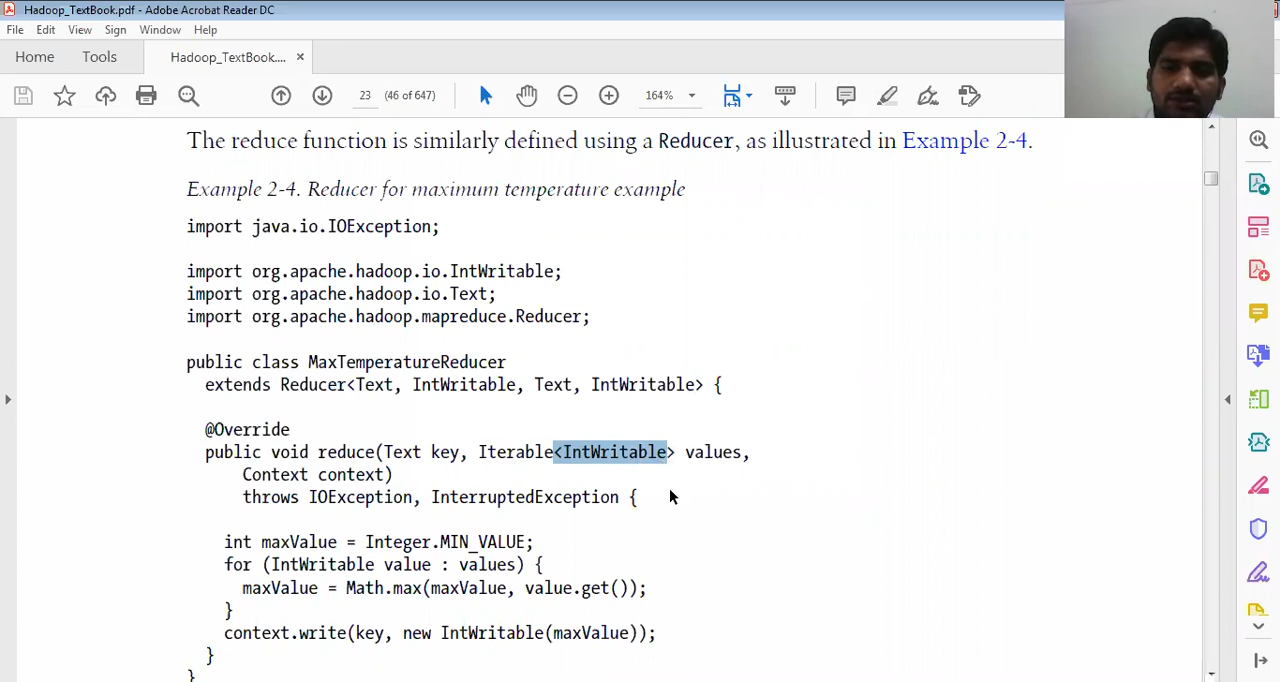 Hadoop_TextBook.pdf - Adobe Acrobat Reader DC
File Edit View Sign Window Help
Home Tools Hadoop_TextBook.... ×
23 (46 of 647) 164%
The reduce function is similarly defined using a Reducer, as illustrated in Example 2-4.
Example 2-4. Reducer for maximum temperature example
import java.io.IOException;
import org.apache.hadoop.io.IntWritable;
import org.apache.hadoop.io.Text;
import org.apache.hadoop.mapreduce.Reducer;
public class MaxTemperatureReducer
extends Reducer<Text, IntWritable, Text, IntWritable> {
@Override
public void reduce(Text key, Iterable<IntWritable> values,
Context context)
throws IOException, InterruptedException {
int maxValue = Integer.MIN_VALUE;
for (IntWritable value : values) {
maxValue = Math.max(maxValue, value.get());
}
context.write(key, new IntWritable(maxValue));
}
}